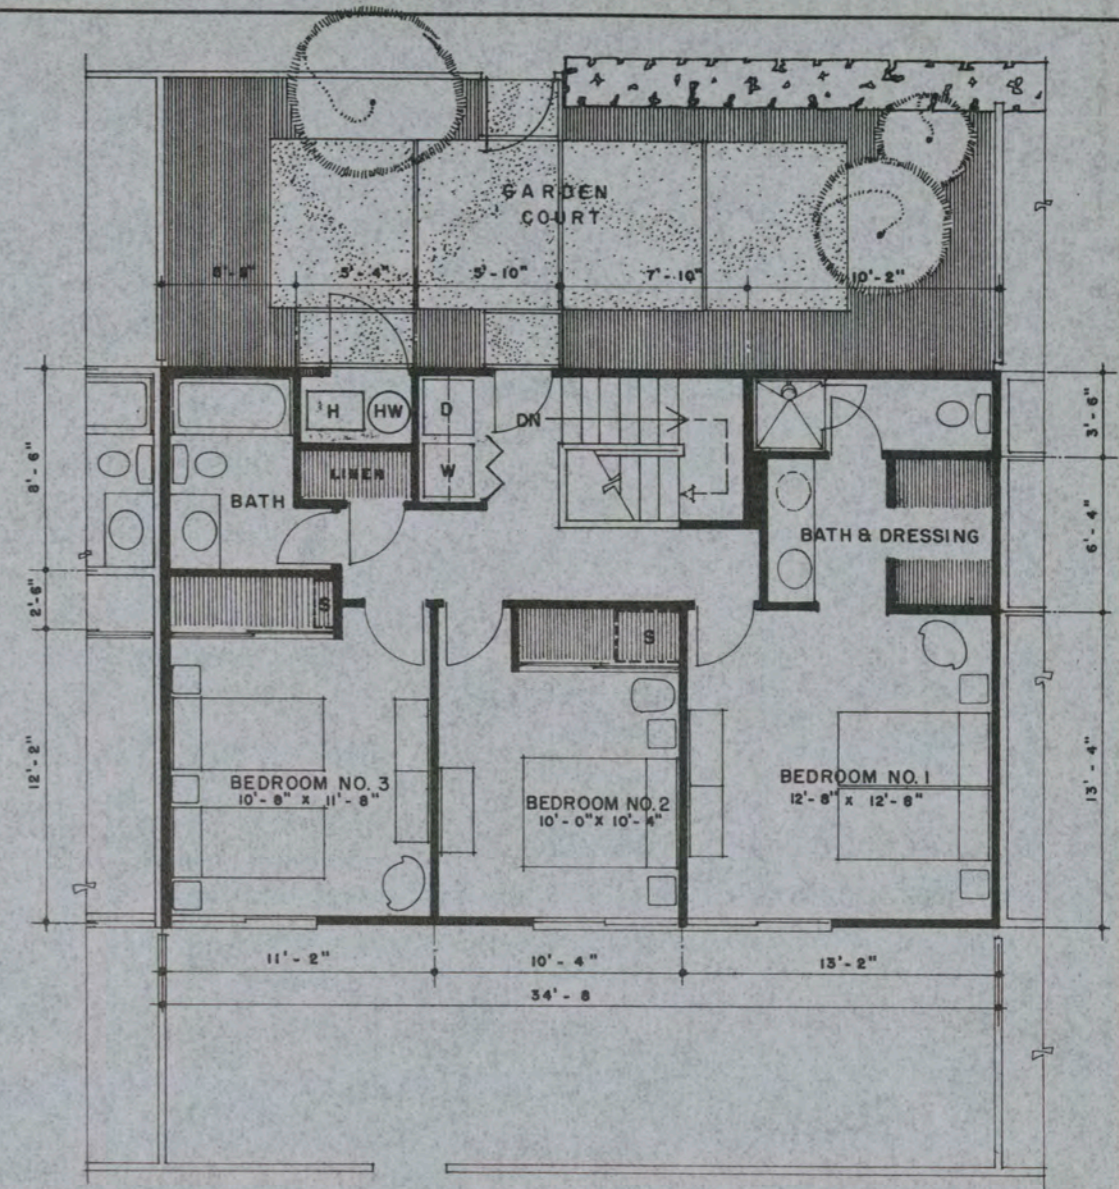 GARDEN
COURT
5'-4"
5'-10"
7'-10"
10'-2"
H
HW
D
DN
3'-6"
8'-6"
LINEN
W
BATH
BATH & DRESSING
6'-4"
2'-6"
S
S
12'-2"
BEDROOM NO. 3
10'-8" X 11'-8"
BEDROOM NO. 2
10'-0" X 10'-4"
BEDROOM NO. 1
12'-8" X 12'-8"
13'-4"
11'-2"
10'-4"
13'-2"
34'-8